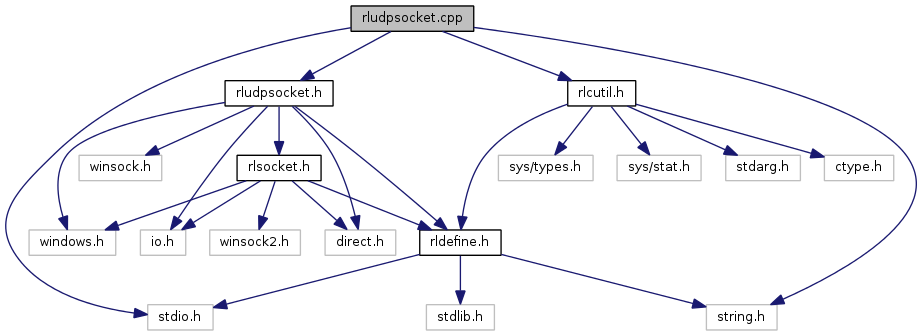 rludpsocket.cpp
rludpsocket.h
rlcutil.h
winsock.h
rlsocket.h
sys/types.h
sys/stat.h
stdarg.h
ctype.h
windows.h
io.h
winsock2.h
direct.h
rldefine.h
stdio.h
stdlib.h
string.h